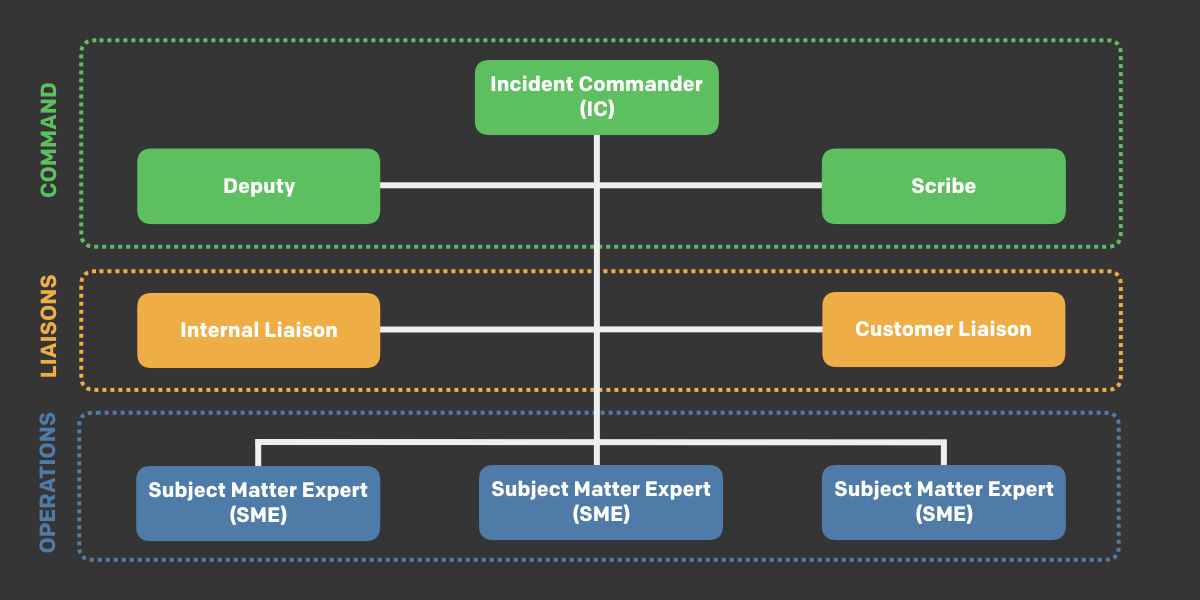 COMMAND
Incident Commander
(IC)
Deputy
Scribe
LIAISONS
Internal Liaison
Customer Liaison
OPERATIONS
Subject Matter Expert
(SME)
Subject Matter Expert
(SME)
Subject Matter Expert
(SME)